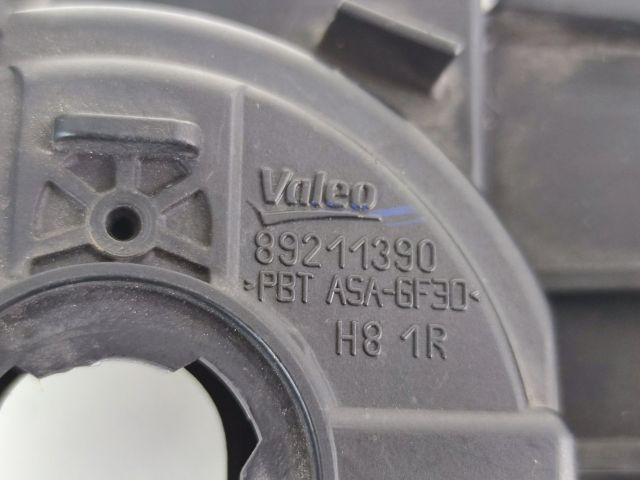 Valeo
89211390
>PBT ASA-GF30<
H8 1R